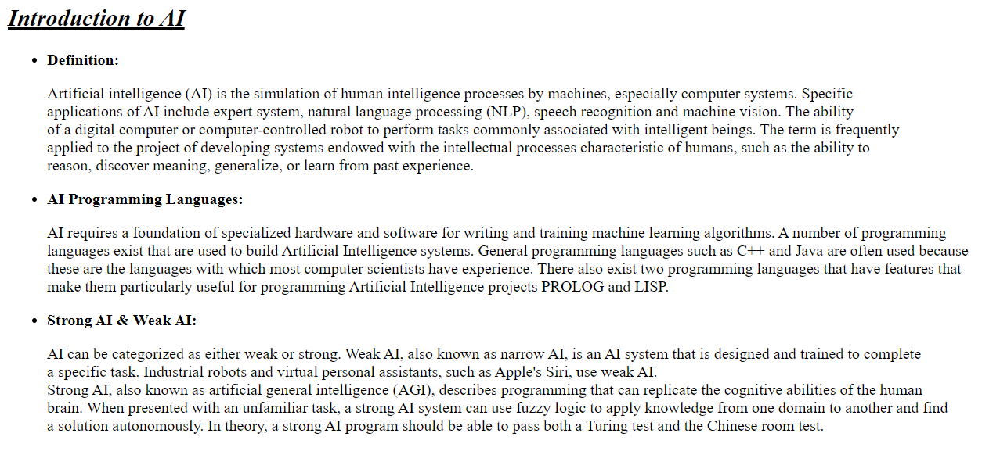 Introduction to AI
• Definition:
Artificial intelligence (AI) is the simulation of human intelligence processes by machines, especially computer systems. Specific
applications of AI include expert system, natural language processing (NLP), speech recognition and machine vision. The ability
of a digital computer or computer-controlled robot to perform tasks commonly associated with intelligent beings. The term is frequently
applied to the project of developing systems endowed with the intellectual processes characteristic of humans, such as the ability to
reason, discover meaning, generalize, or learn from past experience.
• AI Programming Languages:
AI requires a foundation of specialized hardware and software for writing and training machine learning algorithms. A number of programming
languages exist that are used to build Artificial Intelligence systems. General programming languages such as C++ and Java are often used because
these are the languages with which most computer scientists have experience. There also exist two programming languages that have features that
make them particularly useful for programming Artificial Intelligence projects PROLOG and LISP.
• Strong AI & Weak AI:
AI can be categorized as either weak or strong. Weak AI, also known as narrow AI, is an AI system that is designed and trained to complete
a specific task. Industrial robots and virtual personal assistants, such as Apple's Siri, use weak AI.
Strong AI, also known as artificial general intelligence (AGI), describes programming that can replicate the cognitive abilities of the human
brain. When presented with an unfamiliar task, a strong AI system can use fuzzy logic to apply knowledge from one domain to another and find
a solution autonomously. In theory, a strong AI program should be able to pass both a Turing test and the Chinese room test.